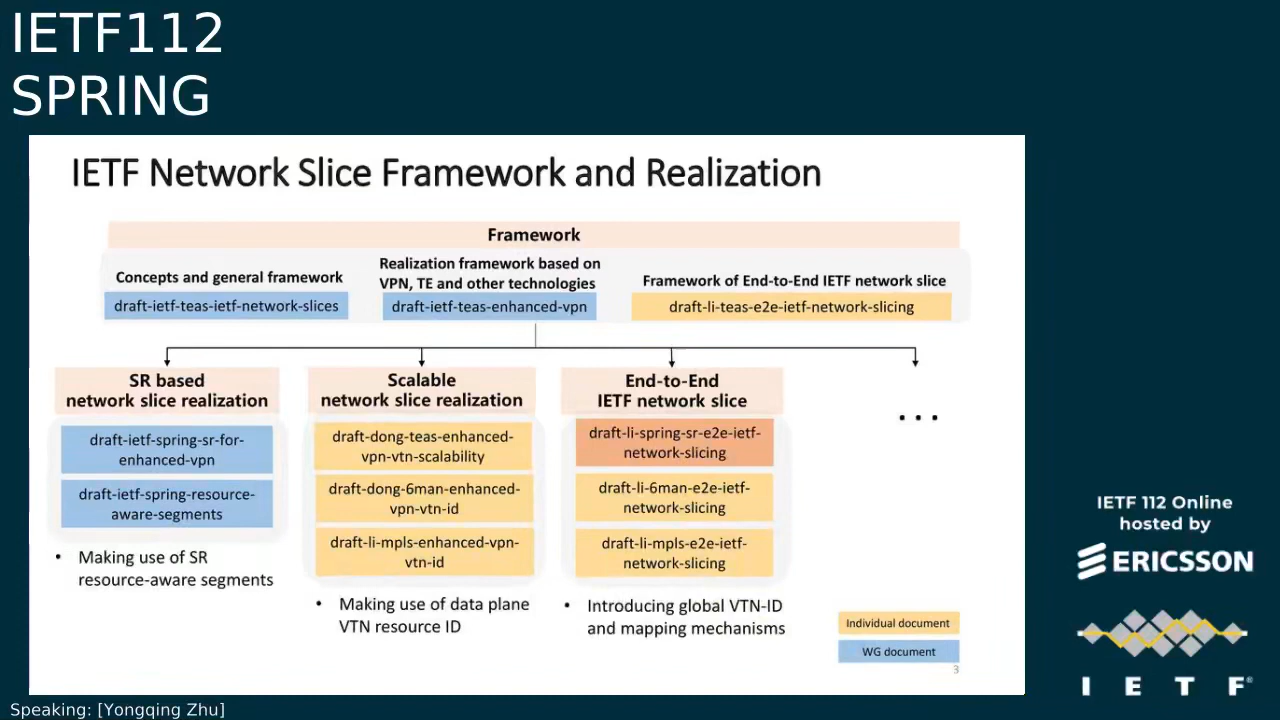 IETF112
SPRING
IETF Network Slice Framework and Realization
Framework
Concepts and general framework
draft-ietf-teas-ietf-network-slices
Realization framework based on
VPN, TE and other technologies
draft-ietf-teas-enhanced-vpn
Framework of End-to-End IETF network slice
draft-li-teas-e2e-ietf-network-slicing
SR based
network slice realization
draft-ietf-spring-sr-for-
enhanced-vpn
draft-ietf-spring-resource-
aware-segments
• Making use of SR
resource-aware segments
Scalable
network slice realization
draft-dong-teas-enhanced-
vpn-vtn-scalability
draft-dong-6man-enhanced-
vpn-vtn-id
draft-li-mpls-enhanced-vpn-
vtn-id
• Making use of data plane
VTN resource ID
End-to-End
IETF network slice
draft-li-spring-sr-e2e-ietf-
network-slicing
draft-li-6man-e2e-ietf-
network-slicing
draft-li-mpls-e2e-ietf-
network-slicing
• Introducing global VTN-ID
and mapping mechanisms
...
Individual document
WG document
3
IETF 112 Online
hosted by
ERICSSON
I E T F®
Speaking: [Yongqing Zhu]